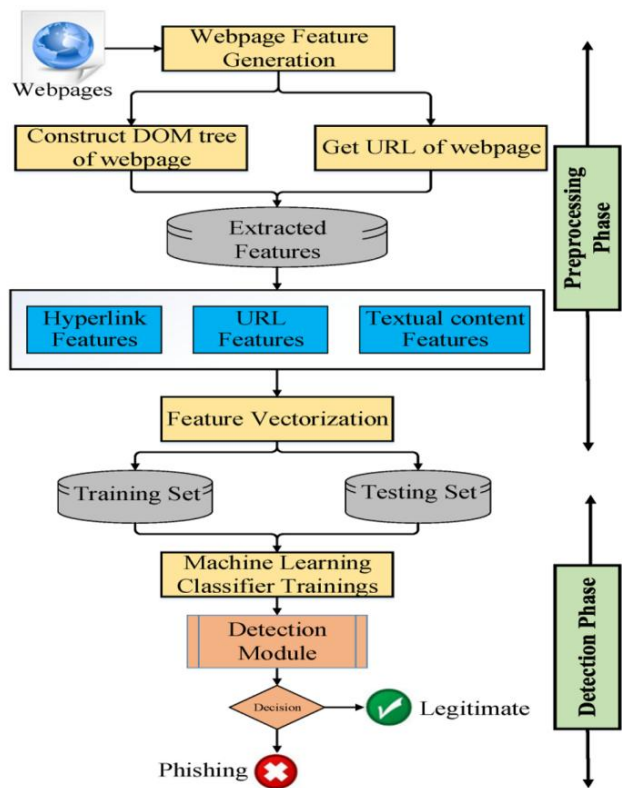 Webpage Feature
Generation
Webpages
Construct DOM tree
of webpage
Get URL of webpage
Extracted
Features
Hyperlink
Features
URL
Features
Textual content
Features
Feature Vectorization
Training Set
Testing Set
Machine Learning
Classifier Trainings
Detection
Module
Decision
Legitimate
Phishing
Preprocessing
Phase
Detection Phase